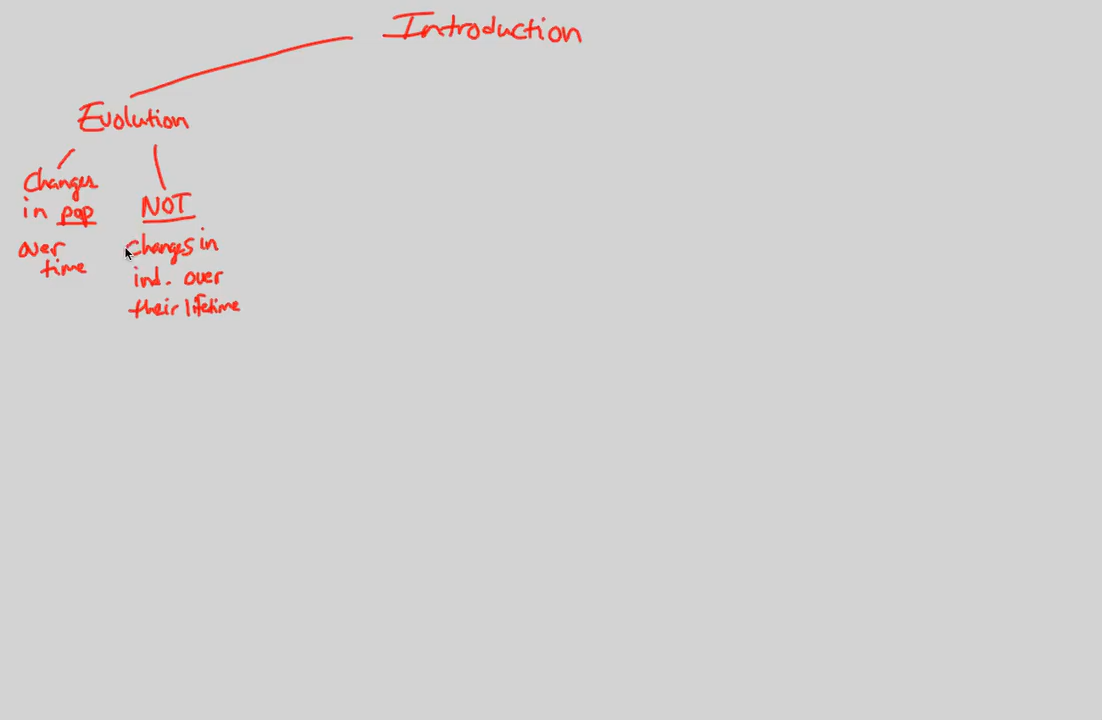 Introduction
Evolution
Changes
in pop
over
time
NOT
changes in
ind. over
their lifetime